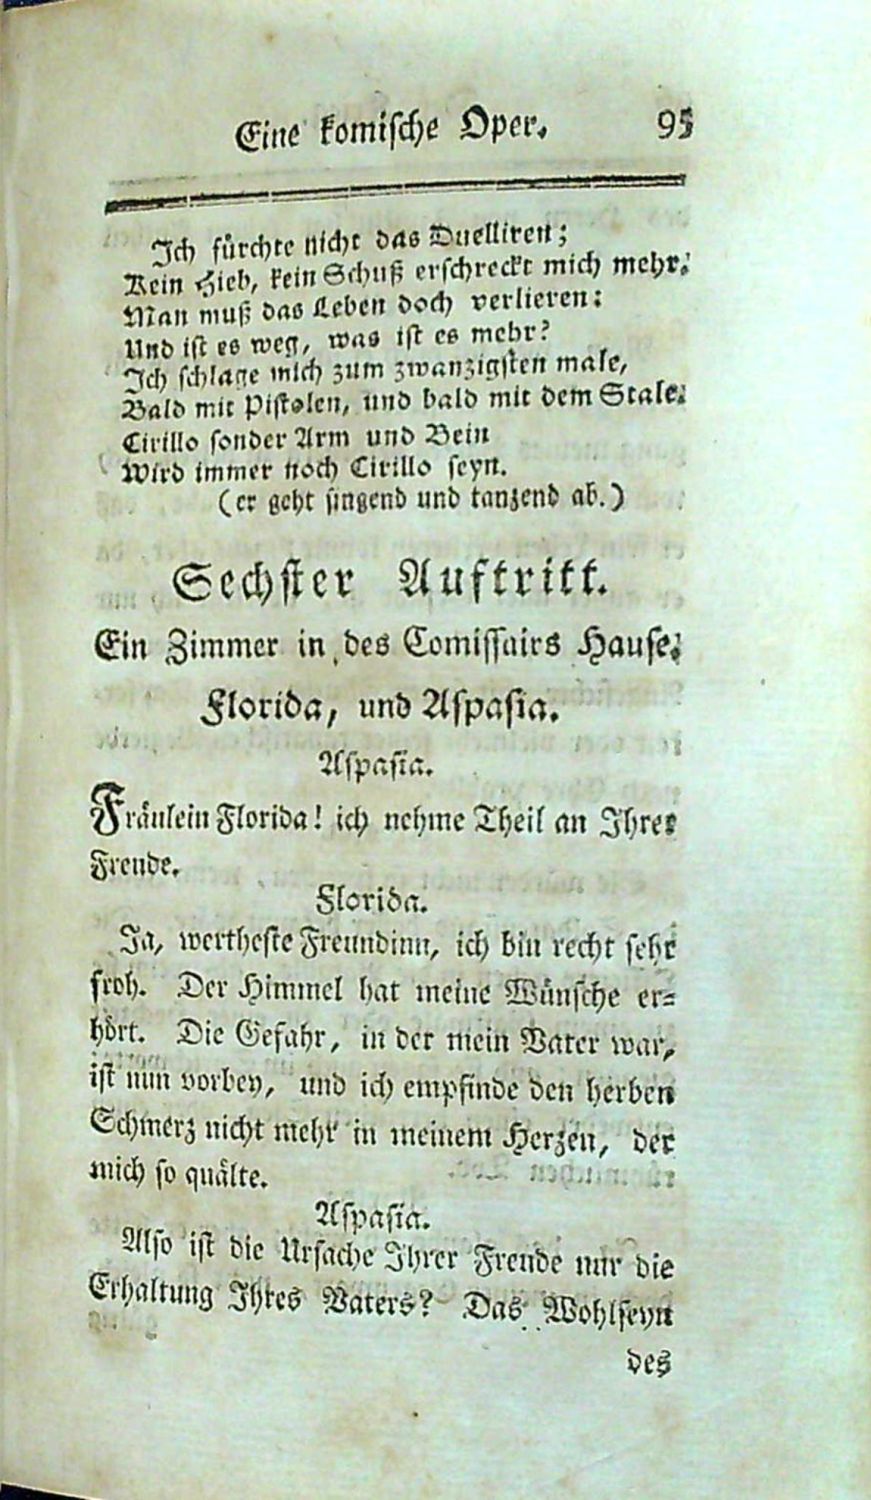 Eine komische Oper. 95
Ich fürchte nicht das Duelliren;
Kein Hieb, kein Schuß erschreckt mich mehr.
Man muß das Leben doch verlieren:
Und ist es weg, was ist es mehr?
Ich schlage mich zum zwanzigsten male,
Bald mit Pistolen, und bald mit dem Stale.
Cirillo sonder Arm und Bein
Wird immer noch Cirillo seyn.
(er geht singend und tanzend ab.)
Sechster Auftritt.
Ein Zimmer in des Comissairs Hause.
Florida, und Aspasia.
Aspasia.
Fräulein Florida! ich nehme Theil an Ihrer
Freude.
Florida.
Ja, wertheste Freundinn, ich bin recht sehr
froh. Der Himmel hat meine Wünsche er-
hört. Die Gefahr, in der mein Vater war,
ist nun vorbey, und ich empfinde den herben
Schmerz nicht mehr in meinem Herzen, der
mich so quälte.
Aspasia.
Also ist die Ursache Ihrer Freude nur die
Erhaltung Ihres Vaters? Das Wohlseyn
des